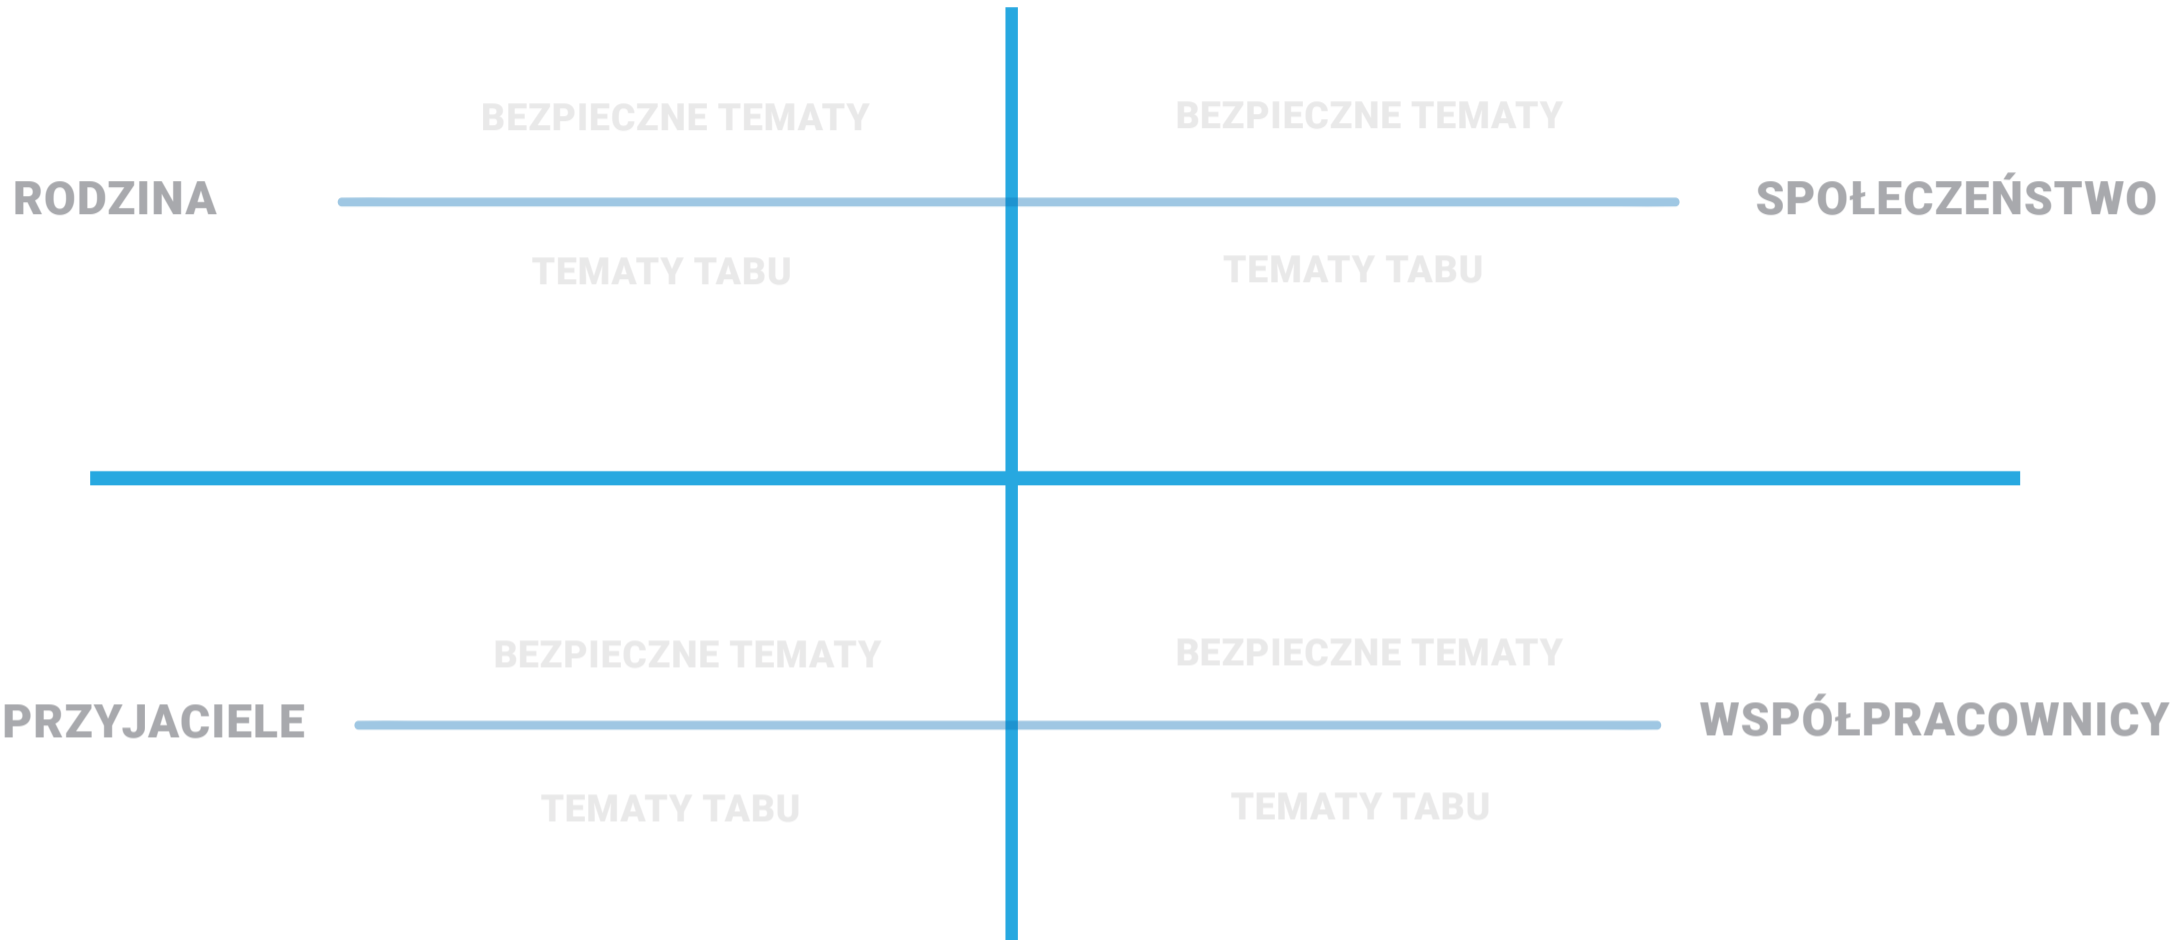 BEZPIECZNE TEMATY
BEZPIECZNE TEMATY
RODZINA
SPOŁECZEŃSTWO
TEMATY TABU
TEMATY TABU
BEZPIECZNE TEMATY
BEZPIECZNE TEMATY
PRZYJACIELE
WSPÓŁPRACOWNICY
TEMATY TABU
TEMATY TABU